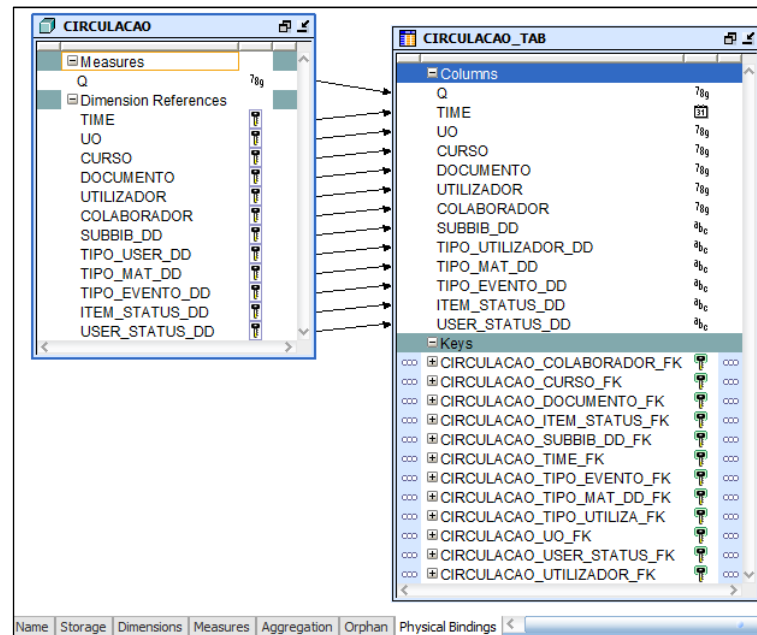 CIRCULACAO
Measures
Q 789
Dimension References
TIME
UO
CURSO
DOCUMENTO
UTILIZADOR
COLABORADOR
SUBBIB_DD
TIPO_USER_DD
TIPO_MAT_DD
TIPO_EVENTO_DD
ITEM_STATUS_DD
USER_STATUS_DD
CIRCULACAO_TAB
Columns
Q 789
TIME 31
UO 789
CURSO 789
DOCUMENTO 789
UTILIZADOR 789
COLABORADOR 789
SUBBIB_DD abc
TIPO_UTILIZADOR_DD abc
TIPO_MAT_DD abc
TIPO_EVENTO_DD abc
ITEM_STATUS_DD abc
USER_STATUS_DD abc
Keys
CIRCULACAO_COLABORADOR_FK
CIRCULACAO_CURSO_FK
CIRCULACAO_DOCUMENTO_FK
CIRCULACAO_ITEM_STATUS_FK
CIRCULACAO_SUBBIB_DD_FK
CIRCULACAO_TIME_FK
CIRCULACAO_TIPO_EVENTO_FK
CIRCULACAO_TIPO_MAT_DD_FK
CIRCULACAO_TIPO_UTILIZA_FK
CIRCULACAO_UO_FK
CIRCULACAO_USER_STATUS_FK
CIRCULACAO_UTILIZADOR_FK
Name Storage Dimensions Measures Aggregation Orphan Physical Bindings